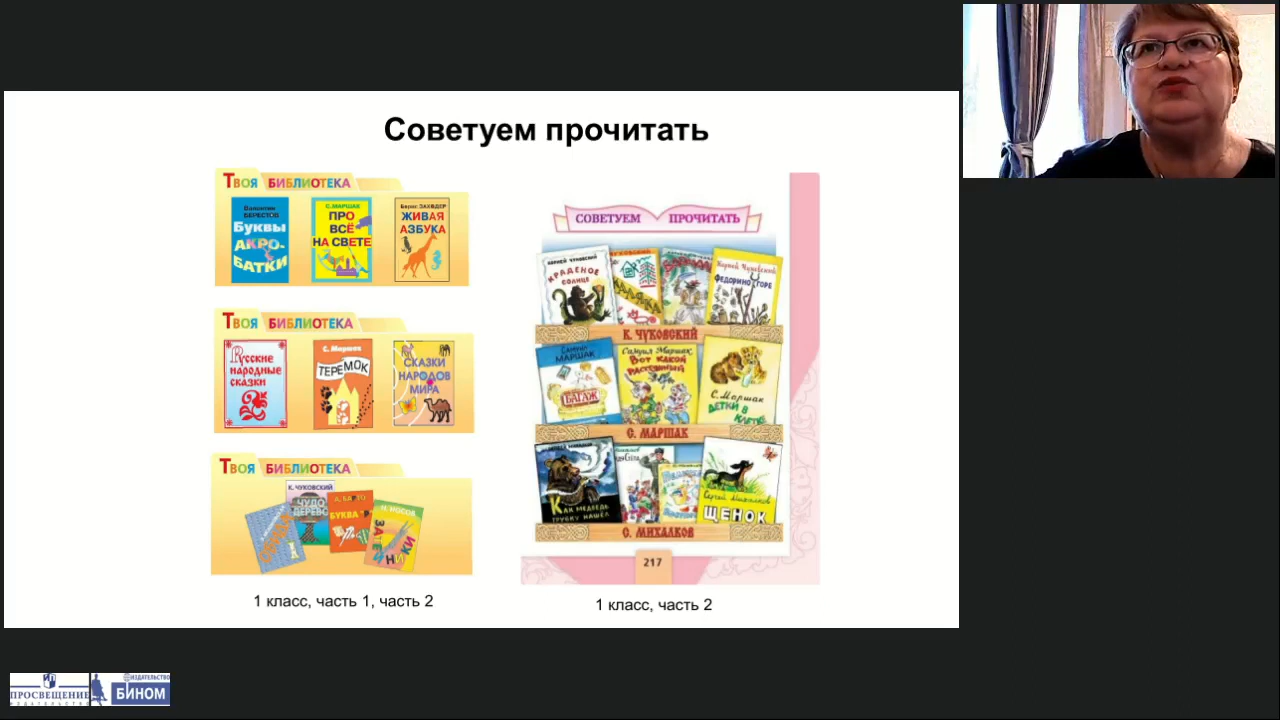 Советуем прочитать
ТВОЯ БИБЛИОТЕКА
Валентин
БЕРЕСТОВ
Буквы
АКРО-
БАТКИ
С. МАРШАК
ПРО
ВСЁ
НА СВЕТЕ
Борис ЗАХОДЕР
ЖИВАЯ
АЗБУКА
ТВОЯ БИБЛИОТЕКА
Русские
народные
сказки
С. Маршак
ТЕРЕМОК
СКАЗКИ
НАРОДОВ
МИРА
ТВОЯ БИБЛИОТЕКА
К. ЧУКОВСКИЙ
ЧУДО
ДЕРЕВО
А. БАРТО
БУКВА "Р"
Н. НОСОВ
ЗАТЕЙ
НИКИ
1 класс, часть 1, часть 2
СОВЕТУЕМ ПРОЧИТАТЬ
КОРНЕЙ ЧУКОВСКИЙ
КРАДЕНОЕ
СОЛНЦЕ
ЧУКОВСКИЙ
Корней Чуковский
ФЕДОРИНО ГОРЕ
К. ЧУКОВСКИЙ
Самуил
МАРШАК
БАГАЖ
Самуил Маршак
Вот какой
рассеянный
С. Маршак
ДЕТКИ В
КЛЕТКЕ
С. МАРШАК
КАК МЕДВЕДЬ
ТРУБКУ НАШЁЛ
Сергей Михалков
ЩЕНОК
С. МИХАЛКОВ
217
1 класс, часть 2
ПРОСВЕЩЕНИЕ
ИЗДАТЕЛЬСТВО
ИЗДАТЕЛЬСТВО
БИНОМ